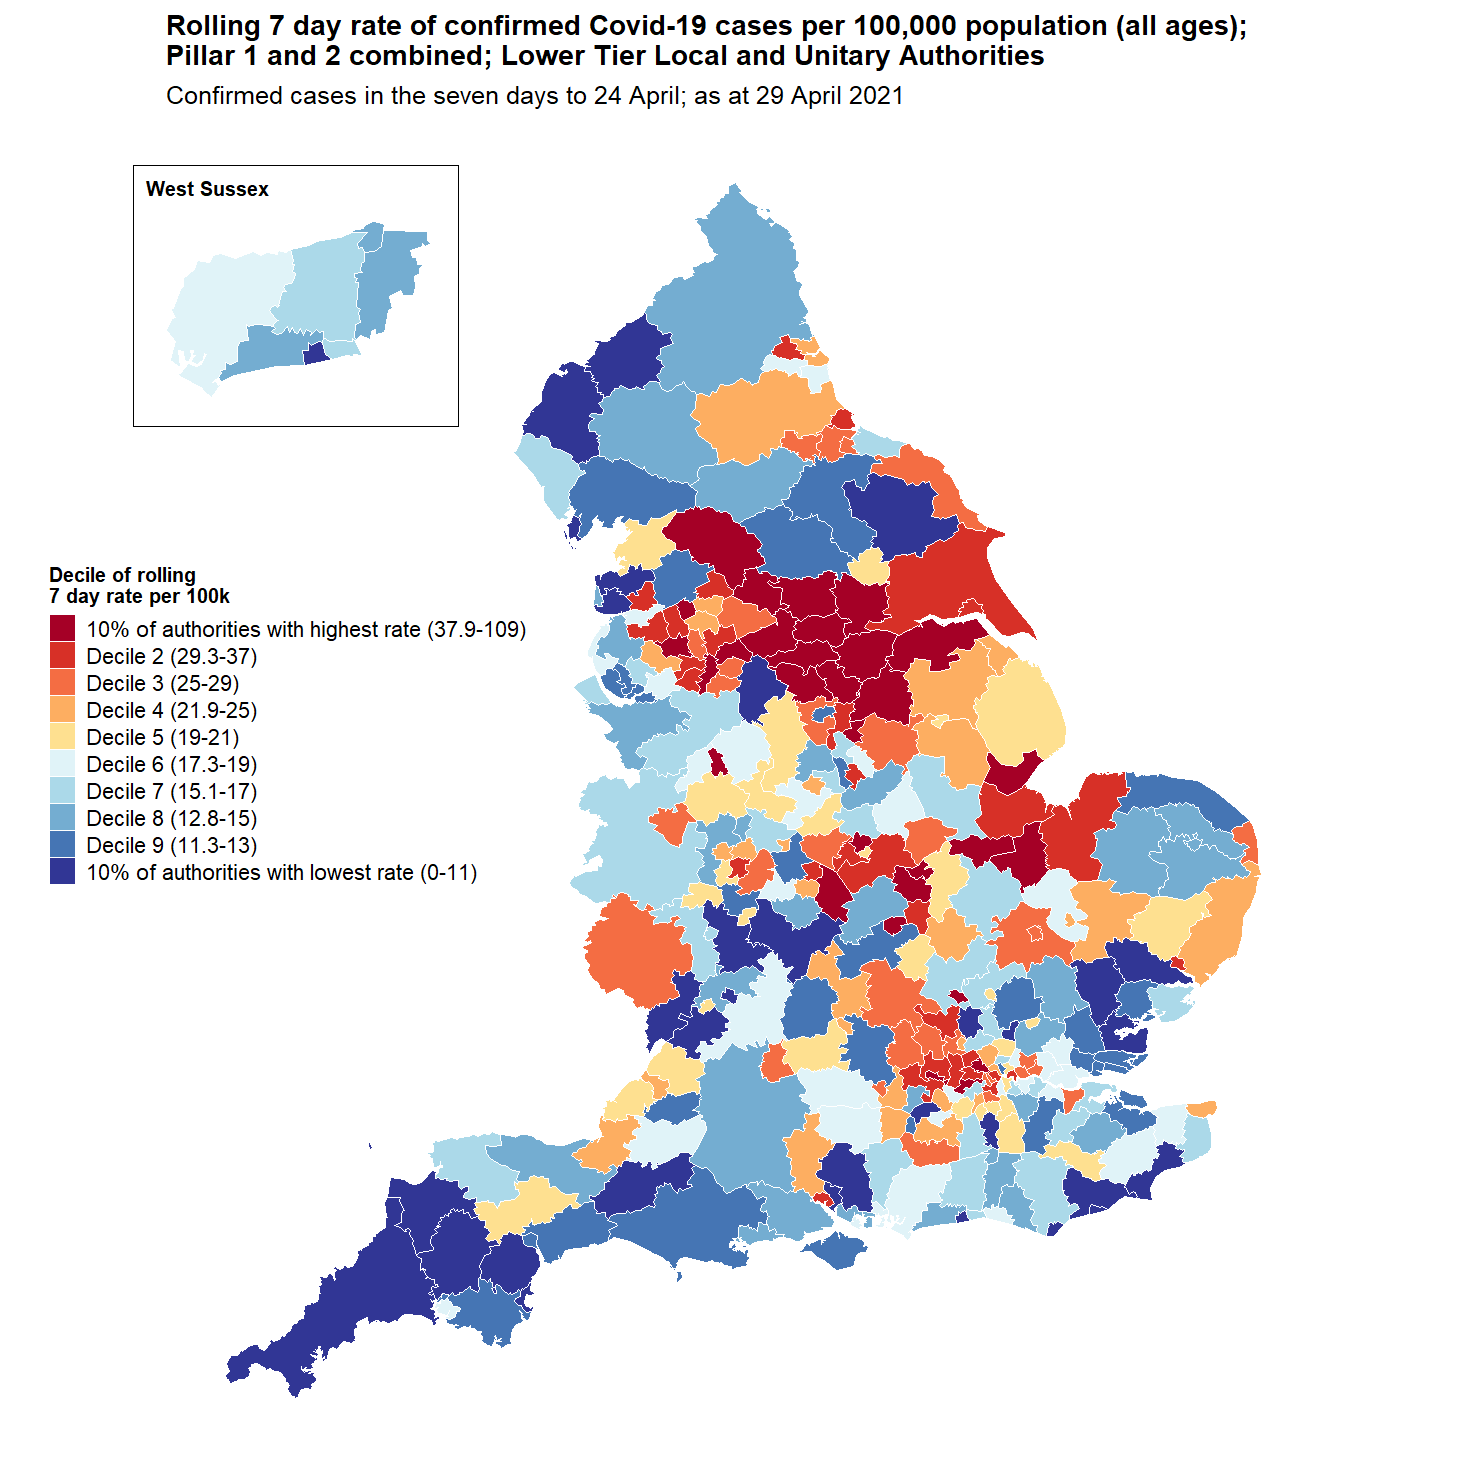 Rolling 7 day rate of confirmed Covid-19 cases per 100,000 population (all ages);
Pillar 1 and 2 combined; Lower Tier Local and Unitary Authorities
Confirmed cases in the seven days to 24 April; as at 29 April 2021
West Sussex
Decile of rolling
7 day rate per 100k
10% of authorities with highest rate (37.9-109)
Decile 2 (29.3-37)
Decile 3 (25-29)
Decile 4 (21.9-25)
Decile 5 (19-21)
Decile 6 (17.3-19)
Decile 7 (15.1-17)
Decile 8 (12.8-15)
Decile 9 (11.3-13)
10% of authorities with lowest rate (0-11)